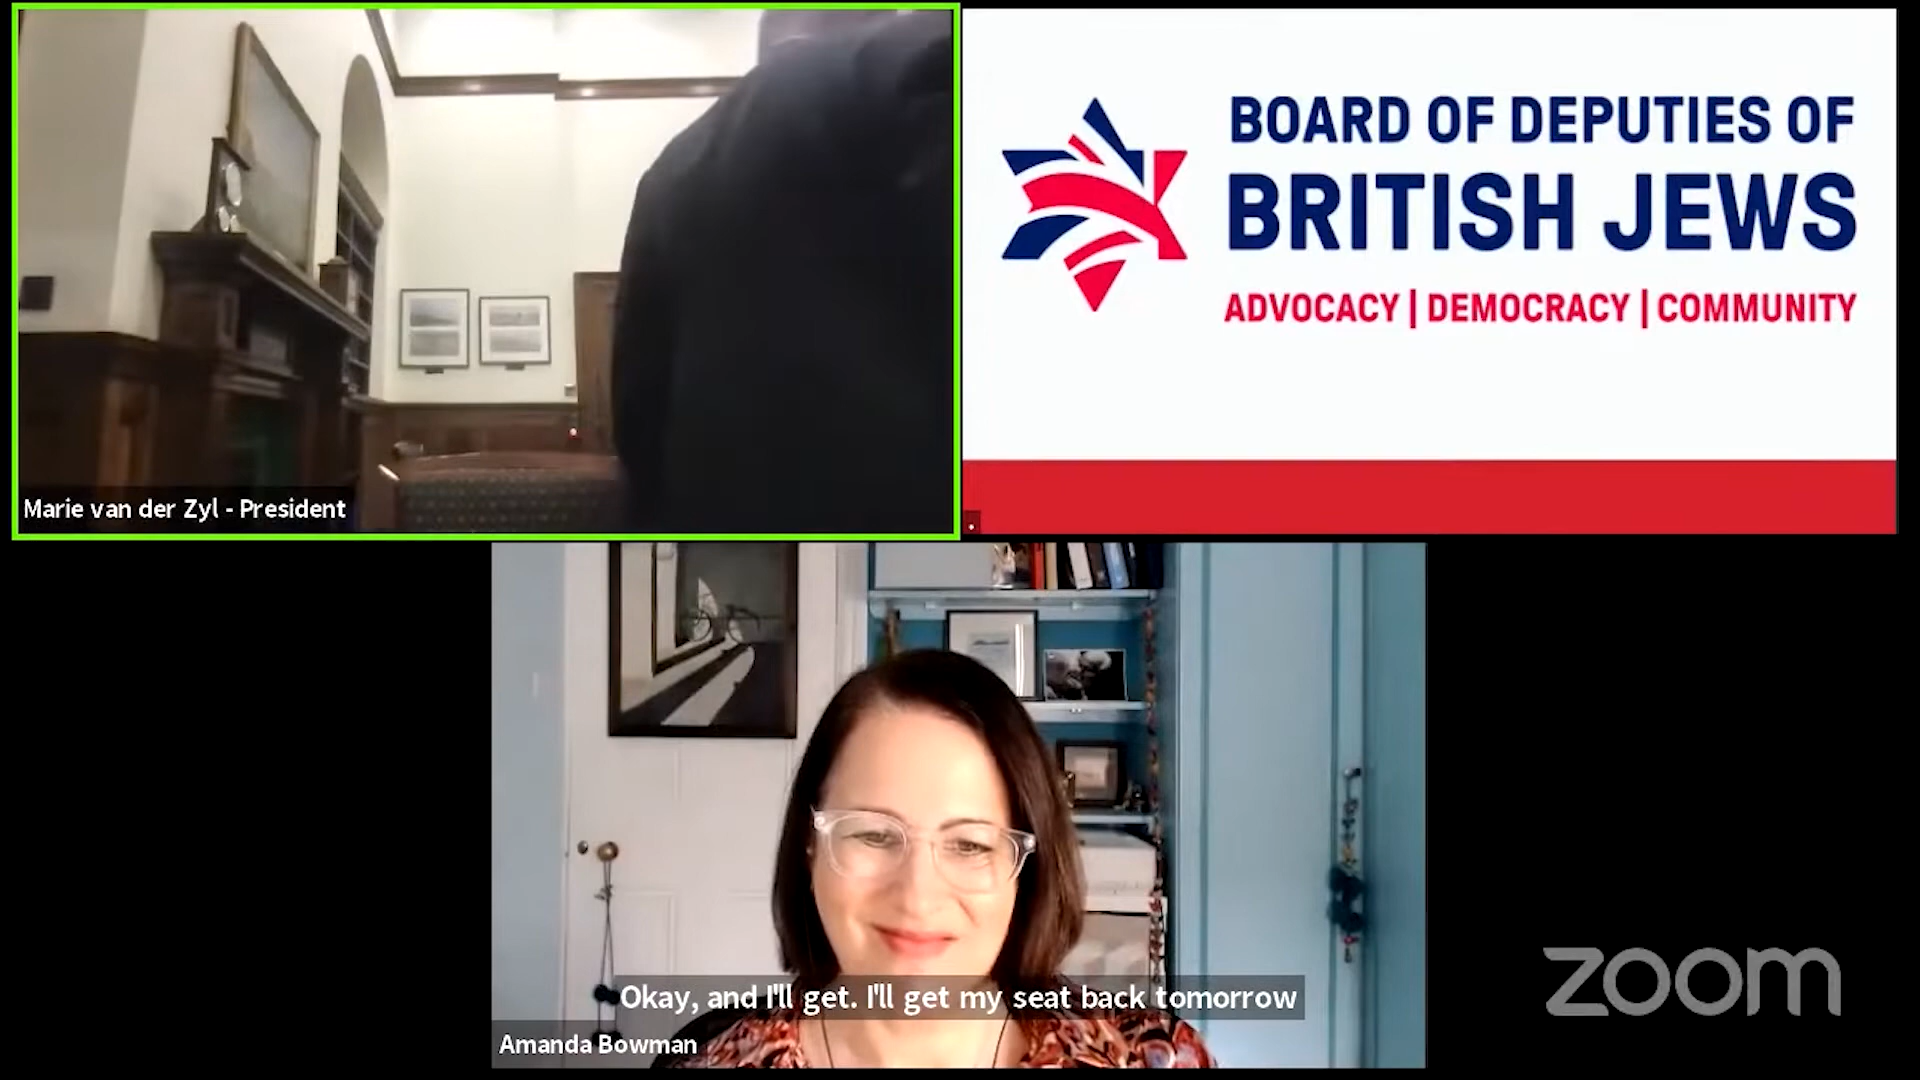 BOARD OF DEPUTIES OF
BRITISH JEWS
ADVOCACY | DEMOCRACY | COMMUNITY
Marie van der Zyl - President
Okay, and I'll get. I'll get my seat back tomorrow
Amanda Bowman
zoom